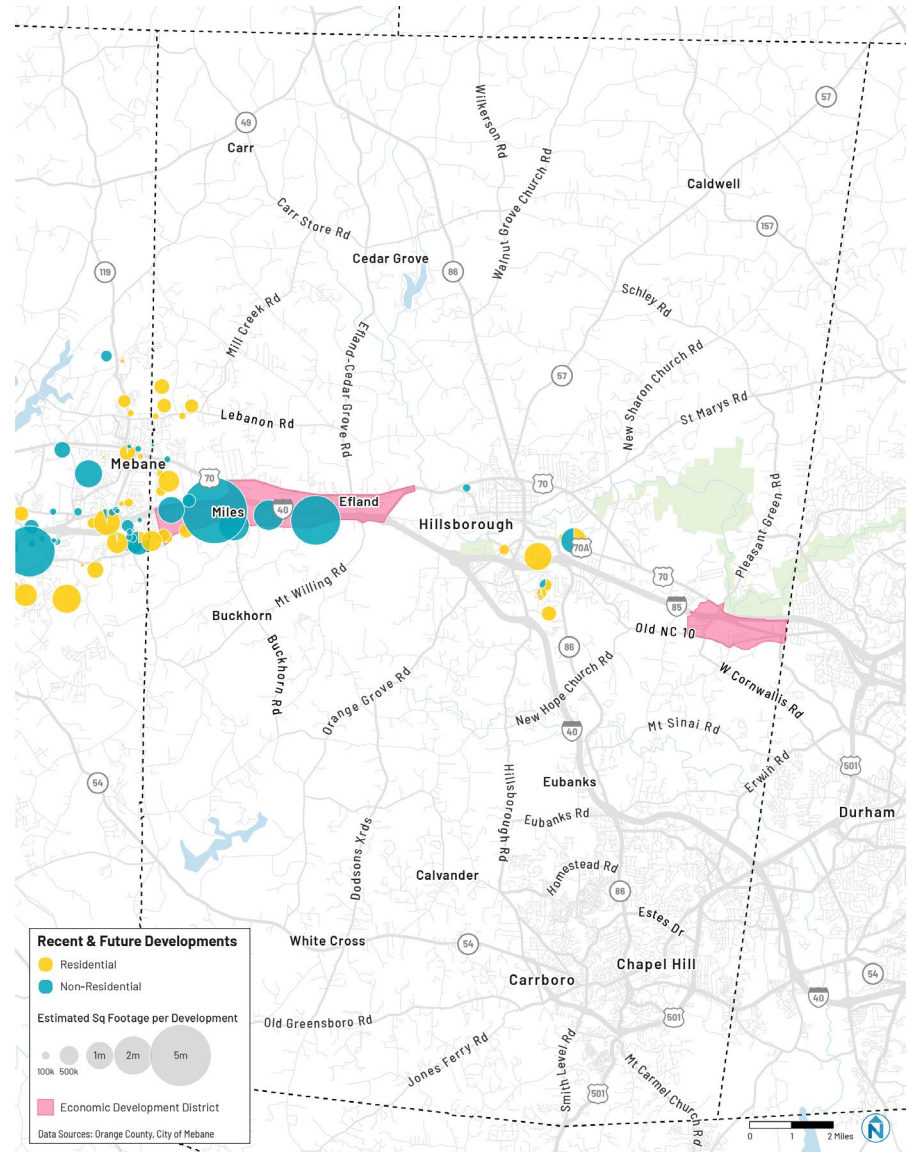 57
Wilkerson Rd
49
Carr
Walnut Grove Church Rd
Caldwell
Carr Store Rd
157
Cedar Grove
119
86
Schley Rd
Mill Creek Rd
Efland-Cedar Grove Rd
New Sharon Church Rd
57
St Marys Rd
Lebanon Rd
Mebane
70
70
Pleasant Green Rd
Efland
Miles
40
Hillsborough
70A
70
85
Mt Willing Rd
Buckhorn
Old NC 10
86
Buckhorn Rd
Orange Grove Rd
New Hope Church Rd
W Cornwallis Rd
Mt Sinai Rd
40
501
Erwin Rd
54
Eubanks
Hillsborough Rd
Eubanks Rd
Durham
Dodsons Xrds
Homestead Rd
Calvander
86
Estes Dr
White Cross
54
Chapel Hill
54
Carrboro
40
Old Greensboro Rd
501
Jones Ferry Rd
Smith Level Rd
Mt Carmel Church Rd
501
Recent & Future Developments
Residential
Non-Residential
Estimated Sq Footage per Development
100k 500k 1m 2m 5m
Economic Development District
Data Sources: Orange County, City of Mebane
0 1 2 Miles
N